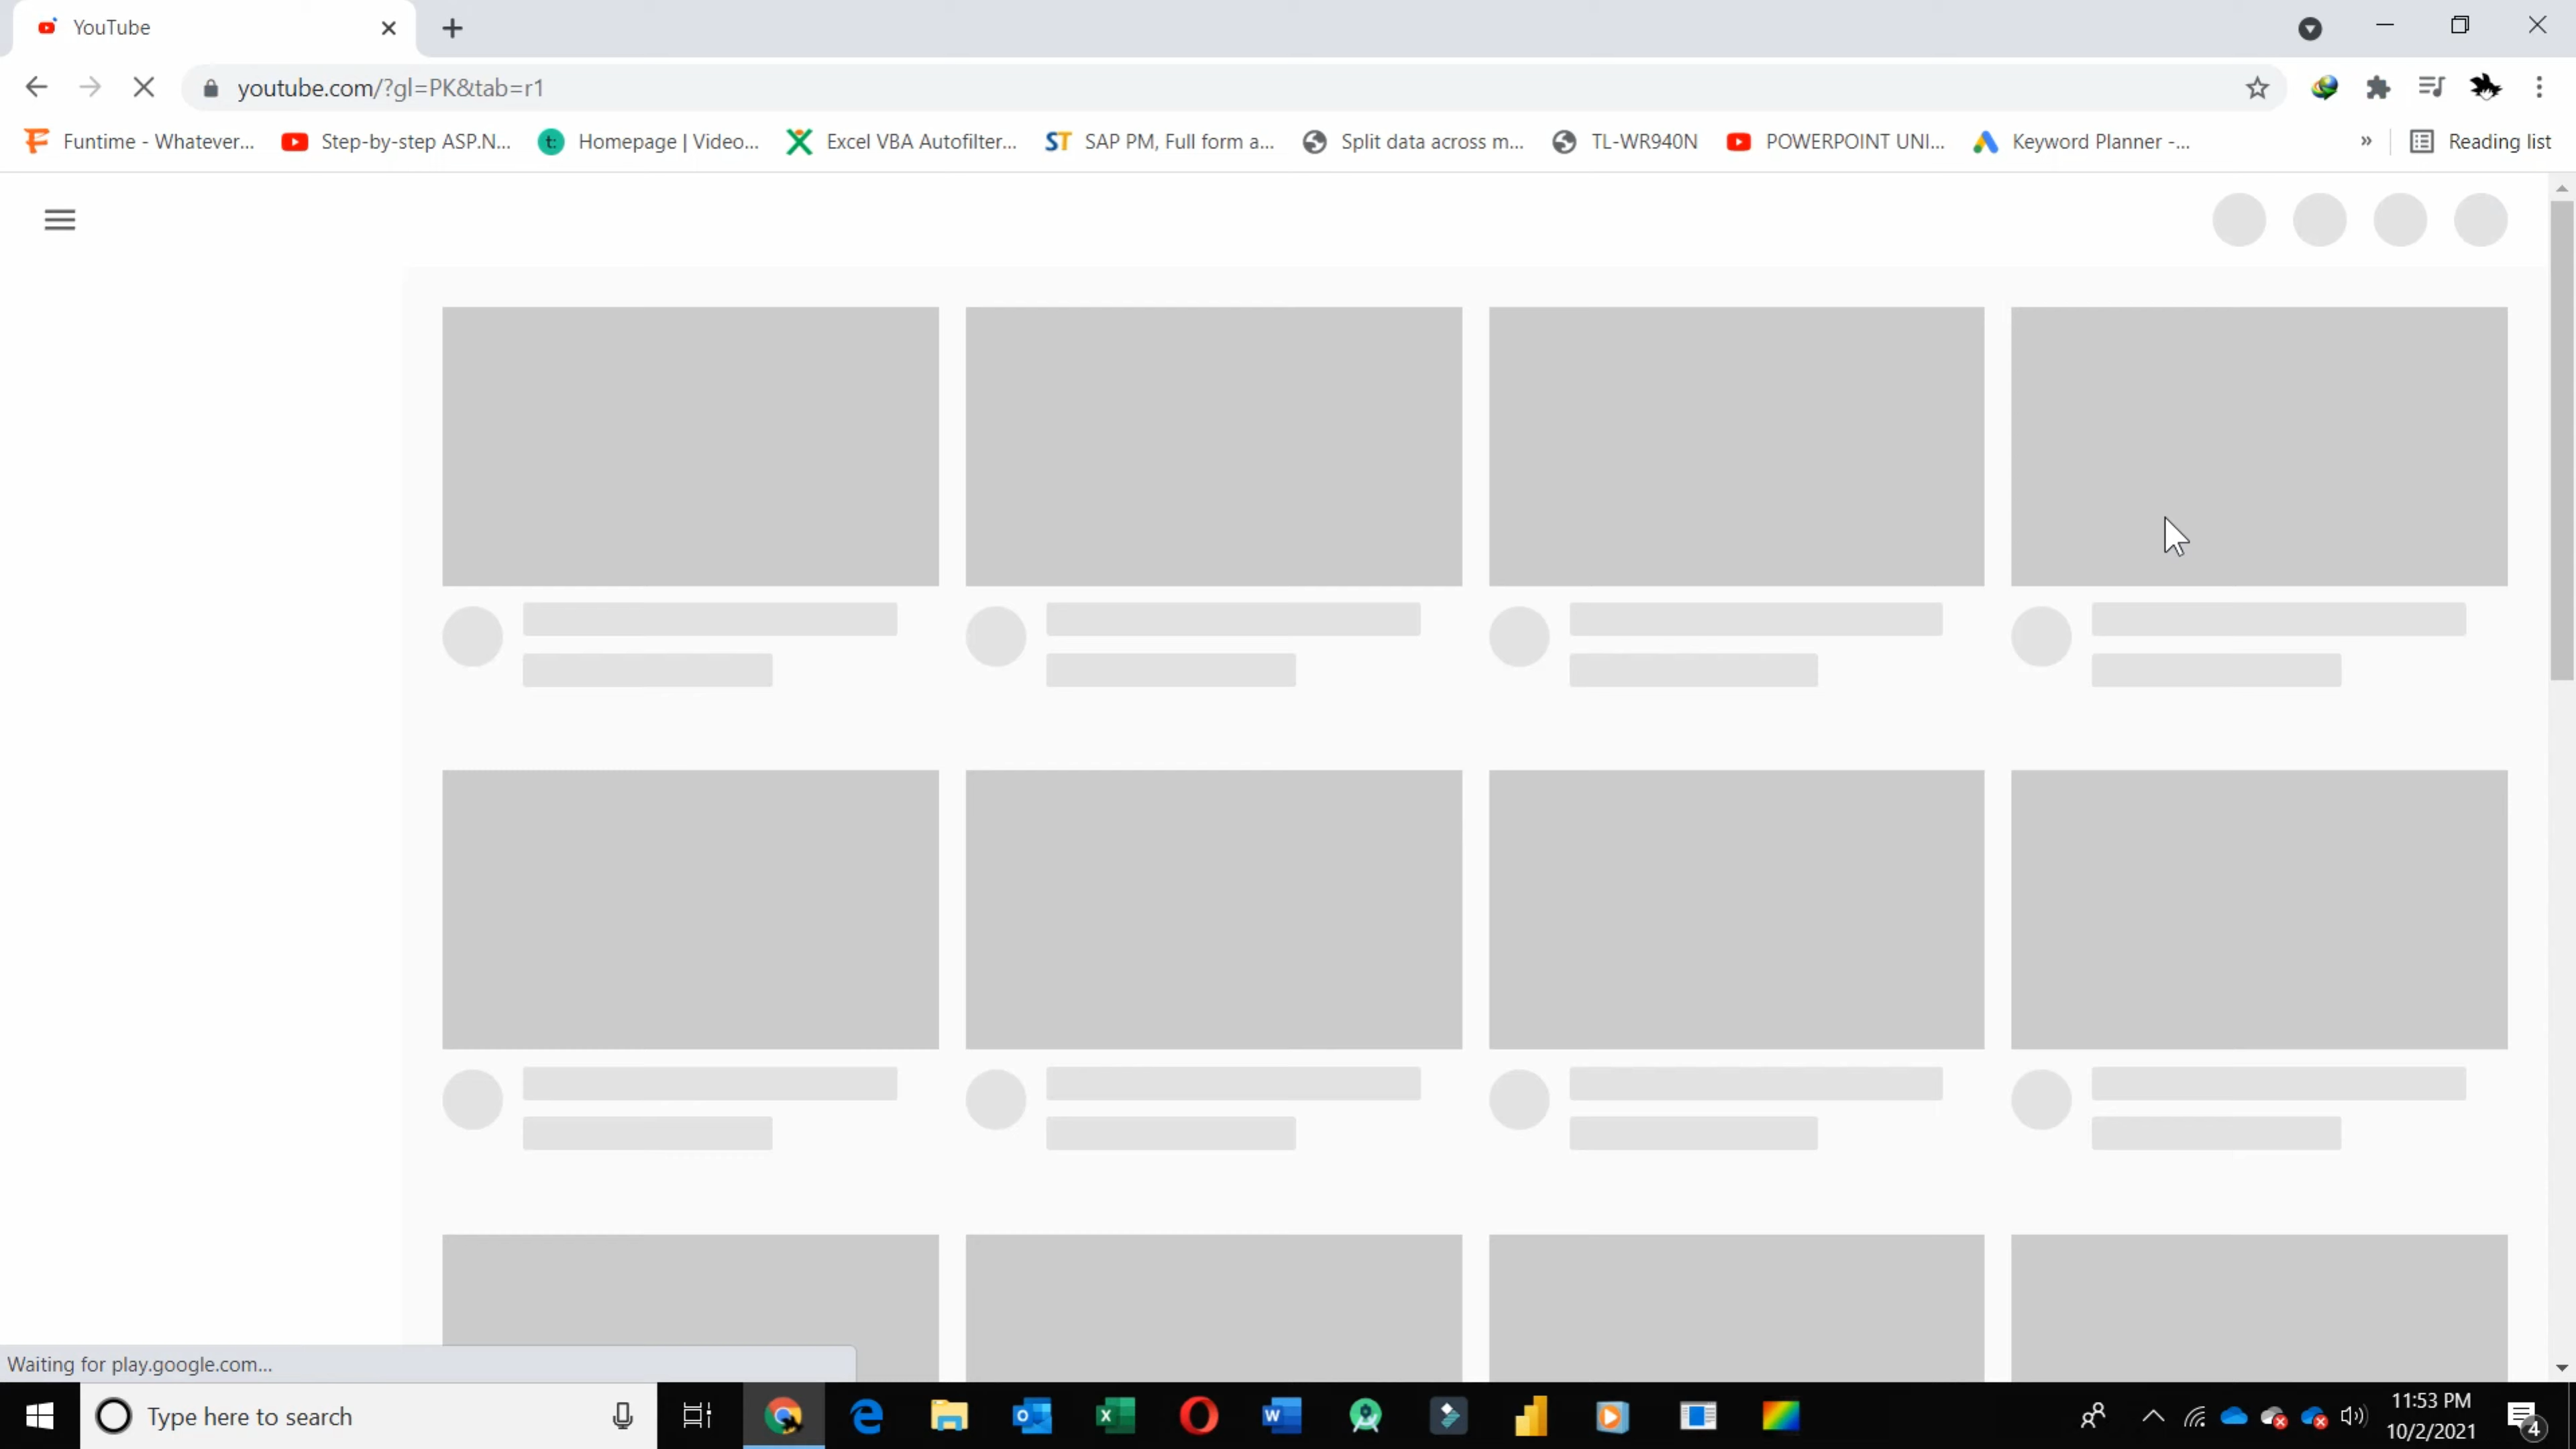 YouTube
youtube.com/?gl=PK&tab=r1
Funtime - Whatever...
Step-by-step ASP.N...
t:
Homepage | Video...
Excel VBA Autofilter...
ST
SAP PM, Full form a...
Split data across m...
TL-WR940N
POWERPOINT UNI...
Keyword Planner -...
»
Reading list
Waiting for play.google.com...
Type here to search
11:53 PM
10/2/2021
4